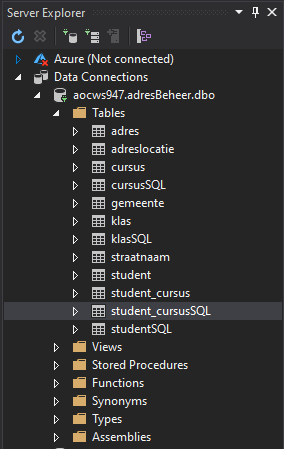 Server Explorer
Azure (Not connected)
Data Connections
aocws947.adresBeheer.dbo
Tables
adres
adreslocatie
cursus
cursusSQL
gemeente
klas
klasSQL
straatnaam
student
student_cursus
student_cursusSQL
studentSQL
Views
Stored Procedures
Functions
Synonyms
Types
Assemblies